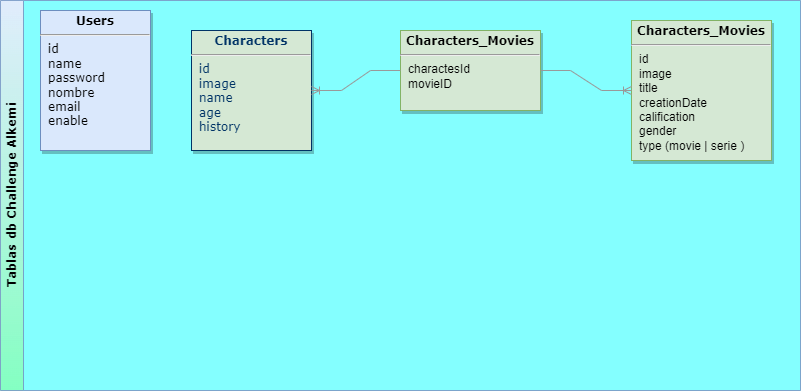 Tablas db Challenge Alkemi
Users
id
name
password
nombre
email
enable
Characters
id
image
name
age
history
Characters_Movies
charactesId
movieID
Characters_Movies
id
image
title
creationDate
calification
gender
type (movie | serie )